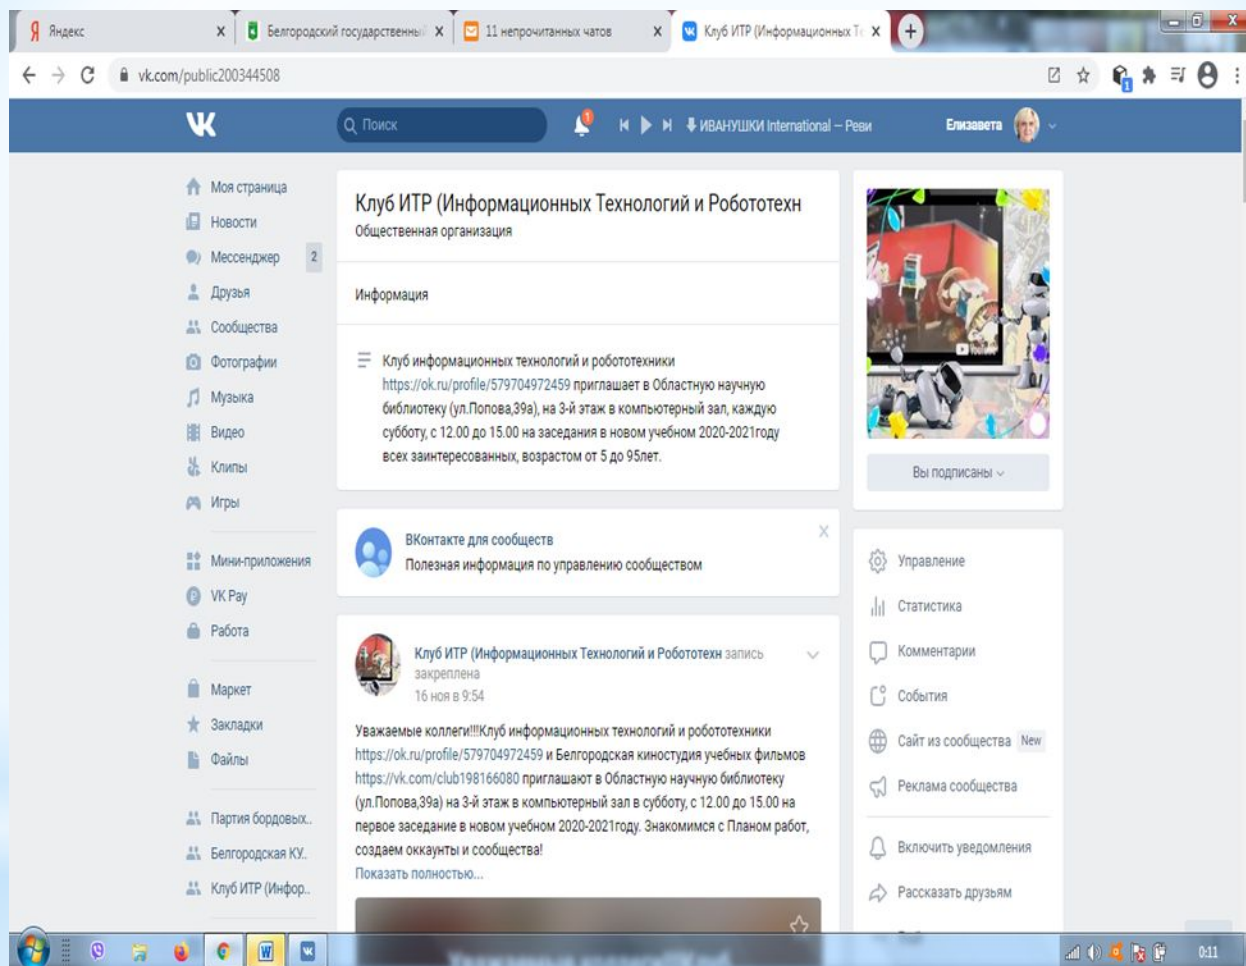 Яндекс
Белгородский государственный
11 непрочитанных чатов
Клуб ИТР (Информационных Те
vk.com/public200344508
1
Поиск
1
ИВАНУШКИ International – Реви
Елизавета
Моя страница
Новости
Мессенджер 2
Друзья
Сообщества
Фотографии
Музыка
Видео
Клипы
Игры
Мини-приложения
VK Pay
Работа
Маркет
Закладки
Файлы
Партия бордовых..
Белгородская КУ..
Клуб ИТР (Инфор..
Клуб ИТР (Информационных Технологий и Робототехн
Общественная организация
Информация
Клуб информационных технологий и робототехники
https://ok.ru/profile/579704972459 приглашает в Областную научную
библиотеку (ул.Попова,39а), на 3-й этаж в компьютерный зал, каждую
субботу, с 12.00 до 15.00 на заседания в новом учебном 2020-2021году
всех заинтересованных, возрастом от 5 до 95лет.
ВКонтакте для сообществ
Полезная информация по управлению сообществом
Клуб ИТР (Информационных Технологий и Робототехн запись
закреплена
16 ноя в 9:54
Уважаемые коллеги!!!Клуб информационных технологий и робототехники
https://ok.ru/profile/579704972459 и Белгородская киностудия учебных фильмов
https://vk.com/club198166080 приглашают в Областную научную библиотеку
(ул.Попова,39а) на 3-й этаж в компьютерный зал в субботу, с 12.00 до 15.00 на
первое заседание в новом учебном 2020-2021году. Знакомимся с Планом работ,
создаем оккаунты и сообщества!
Показать полностью...
YouTube
Вы подписаны
Управление
Статистика
Комментарии
События
Сайт из сообщества New
Реклама сообщества
Включить уведомления
Рассказать друзьям
0:11